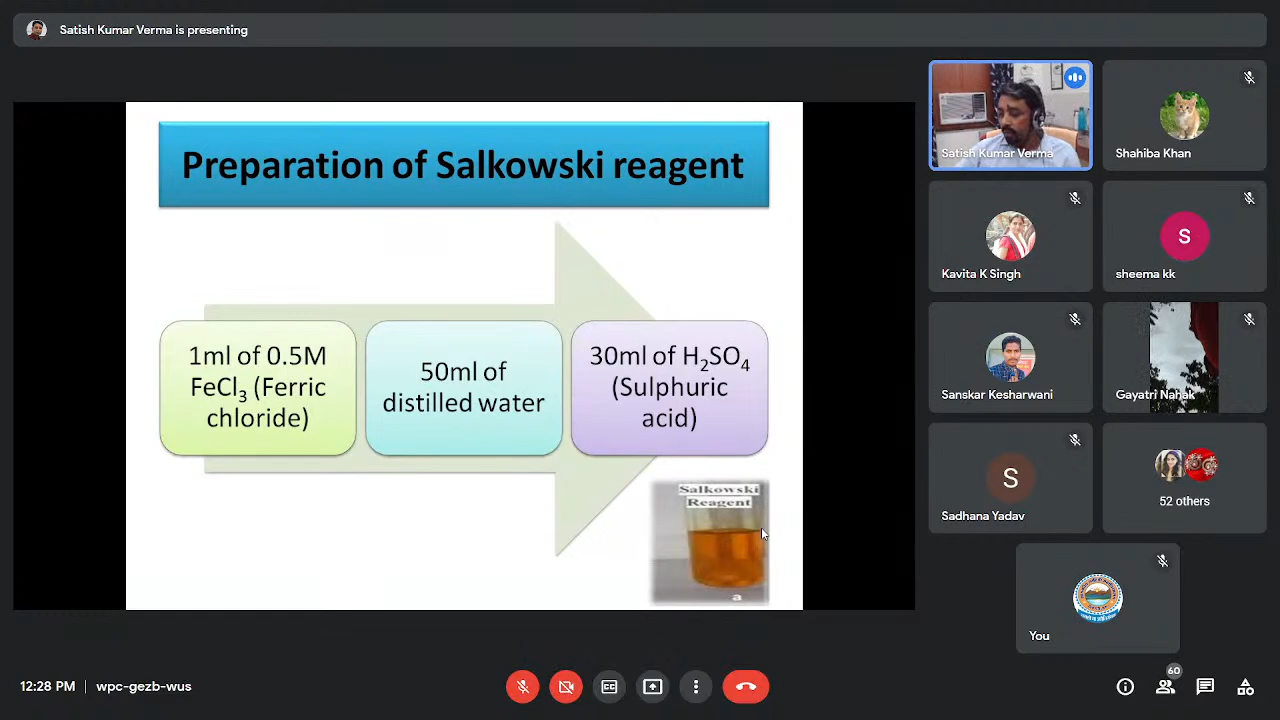 Satish Kumar Verma is presenting
Preparation of Salkowski reagent
1ml of 0.5M
FeCl₃ (Ferric
chloride)
50ml of
distilled water
30ml of H₂SO₄
(Sulphuric
acid)
Salkowski
Reagent
a
Satish Kumar Verma
Shahiba Khan
Kavita K Singh
S
sheema kk
Sanskar Kesharwani
Gayatri Nahak
S
Sadhana Yadav
52 others
You
12:28 PM | wpc-gezb-wus
60